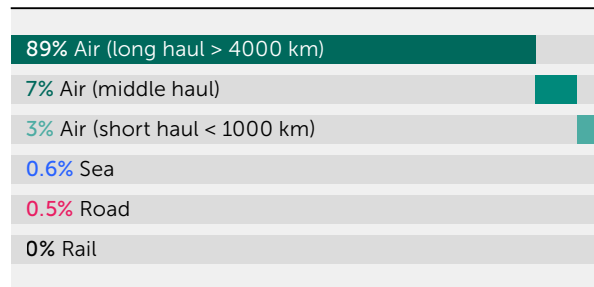 89% Air (long haul > 4000 km)
7% Air (middle haul)
3% Air (short haul < 1000 km)
0.6% Sea
0.5% Road
0% Rail